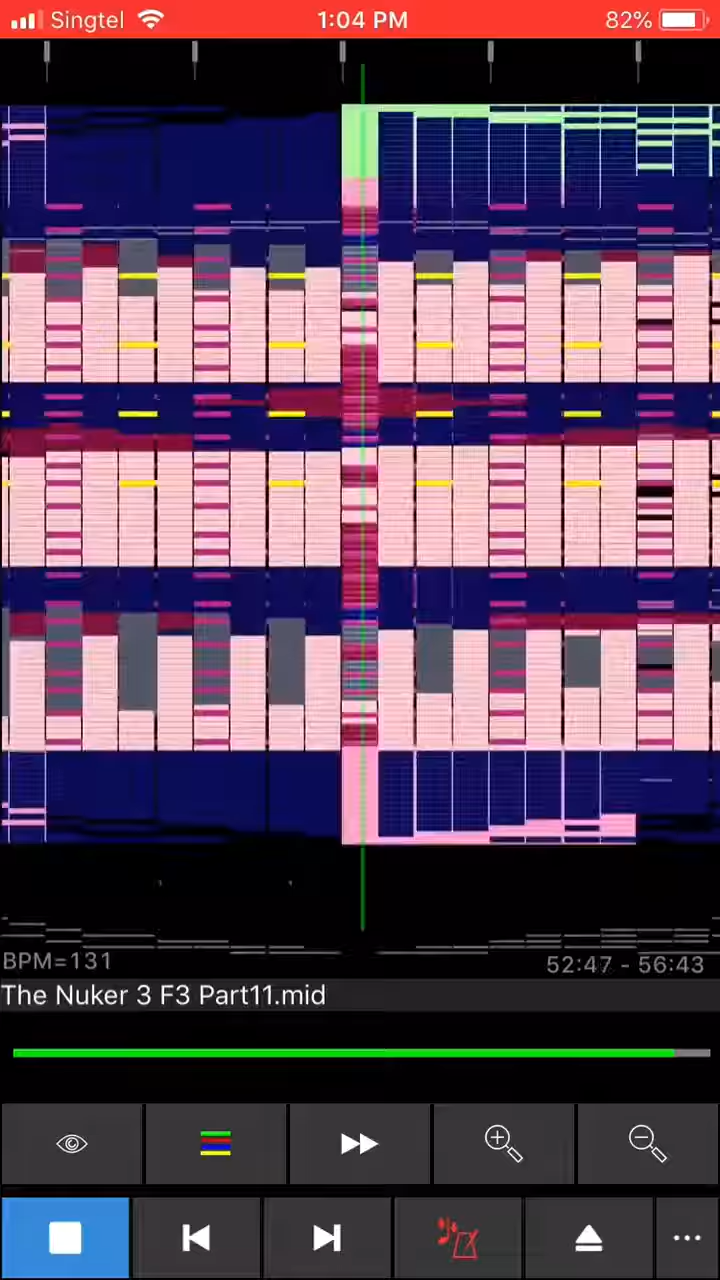 Singtel 1:04 PM 82%
BPM=131 52:47 - 56:43
The Nuker 3 F3 Part11.mid